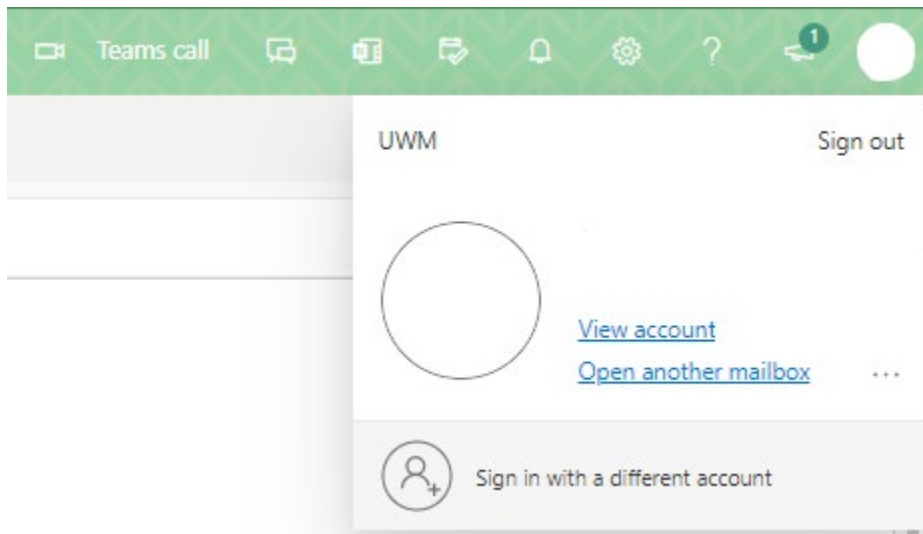 Teams call
1
UWM
Sign out
View account
Open another mailbox
Sign in with a different account